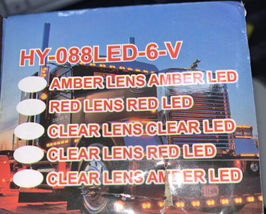 HY-088LED-6-V
AMBER LENS AMBER LED
RED LENS RED LED
CLEAR LENS CLEAR LED
CLEAR LENS RED LED
CLEAR LENS AMBER LED